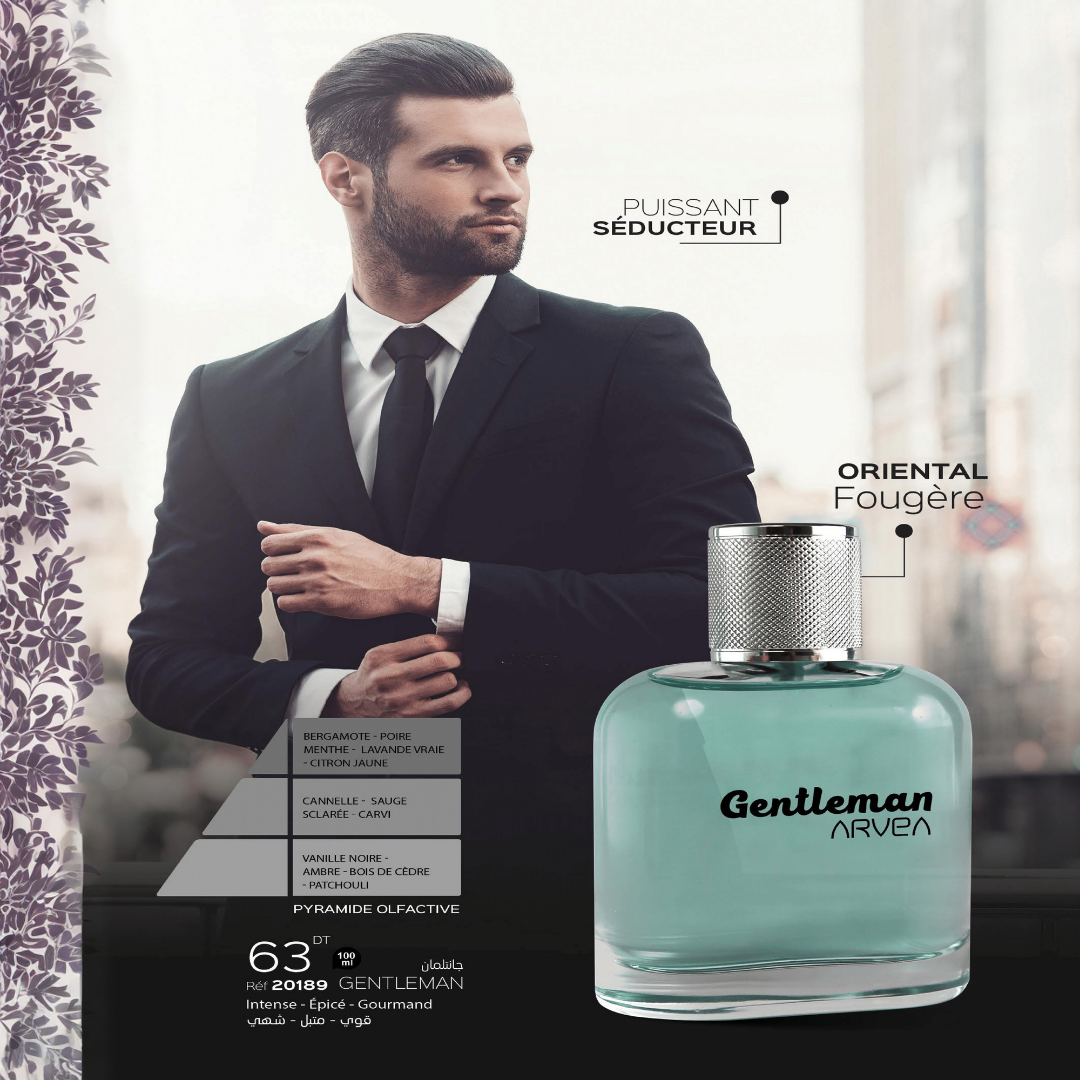 PUISSANT
SÉDUCTEUR
ORIENTAL
Fougère
Gentleman
ARVEA
BERGAMOTE - POIRE
MENTHE - LAVANDE VRAIE
- CITRON JAUNE
CANNELLE - SAUGE
SCLARÉE - CARVI
VANILLE NOIRE -
AMBRE - BOIS DE CÈDRE
- PATCHOULI
PYRAMIDE OLFACTIVE
63 DT
100
ml
جانتلمان
Réf 20189 GENTLEMAN
Intense - Épicé - Gourmand
قوي - متبل - شهي